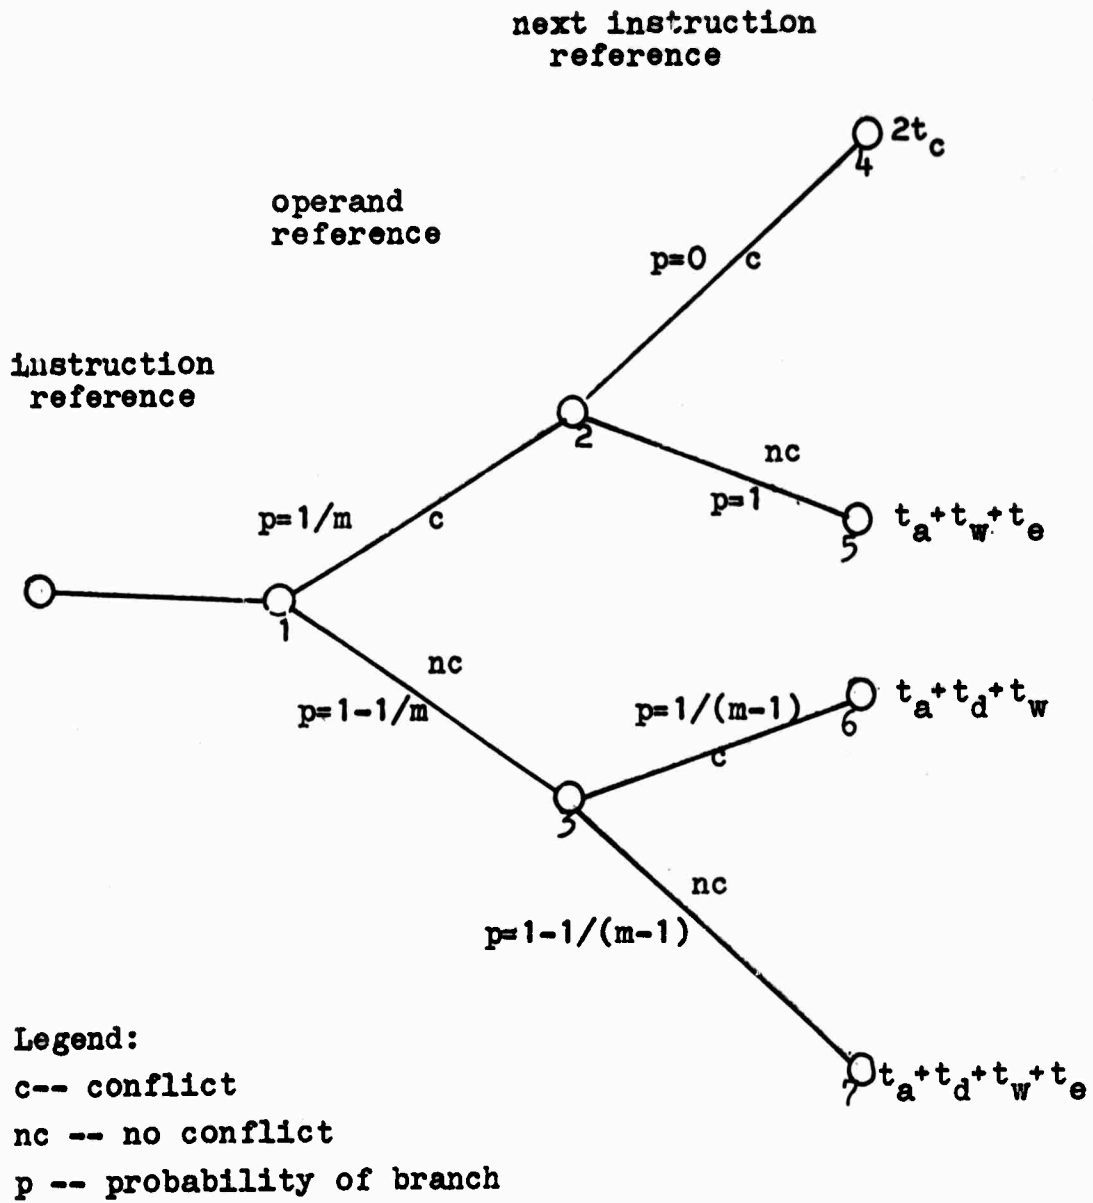 next instruction
reference
2t_c
4
operand
reference
p=0
c
instruction
reference
2
nc
p=1
t_a+t_w+t_e
5
p=1/m
c
1
nc
p=1-1/m
p=1/(m-1)
c
t_a+t_d+t_w
6
3
nc
p=1-1/(m-1)
7
t_a+t_d+t_w+t_e
Legend:
c-- conflict
nc -- no conflict
p -- probability of branch